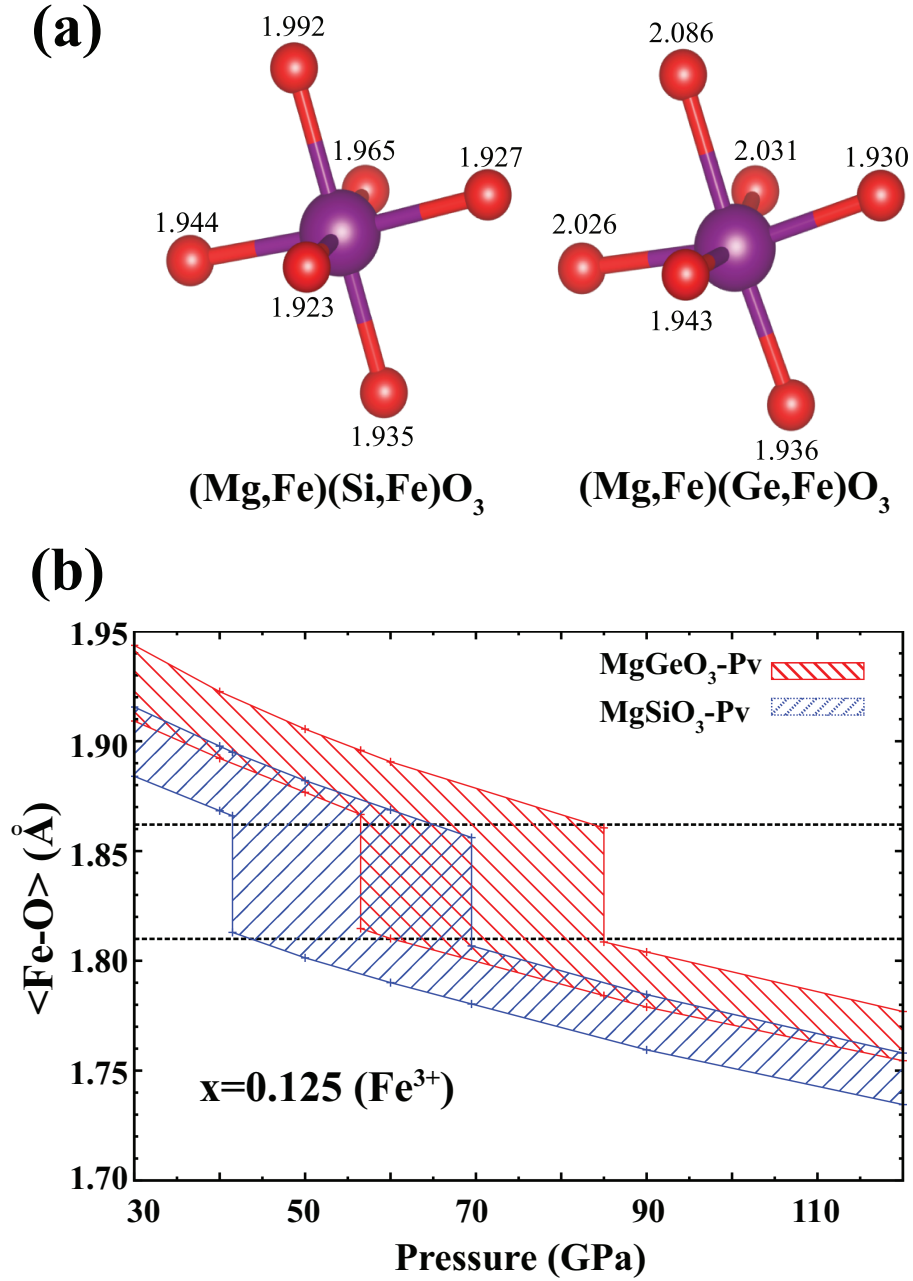 (a)
1.992 2.086
1.965 1.927 2.031 1.930
1.944 2.026
1.923 1.943
1.935 1.936
(Mg,Fe)(Si,Fe)O₃ (Mg,Fe)(Ge,Fe)O₃
(b)
1.95
1.90
1.85
1.80
1.75
1.70
<Fe-O> (Å)
MgGeO₃-Pv
MgSiO₃-Pv
x=0.125 (Fe³⁺)
30 50 70 90 110
Pressure (GPa)